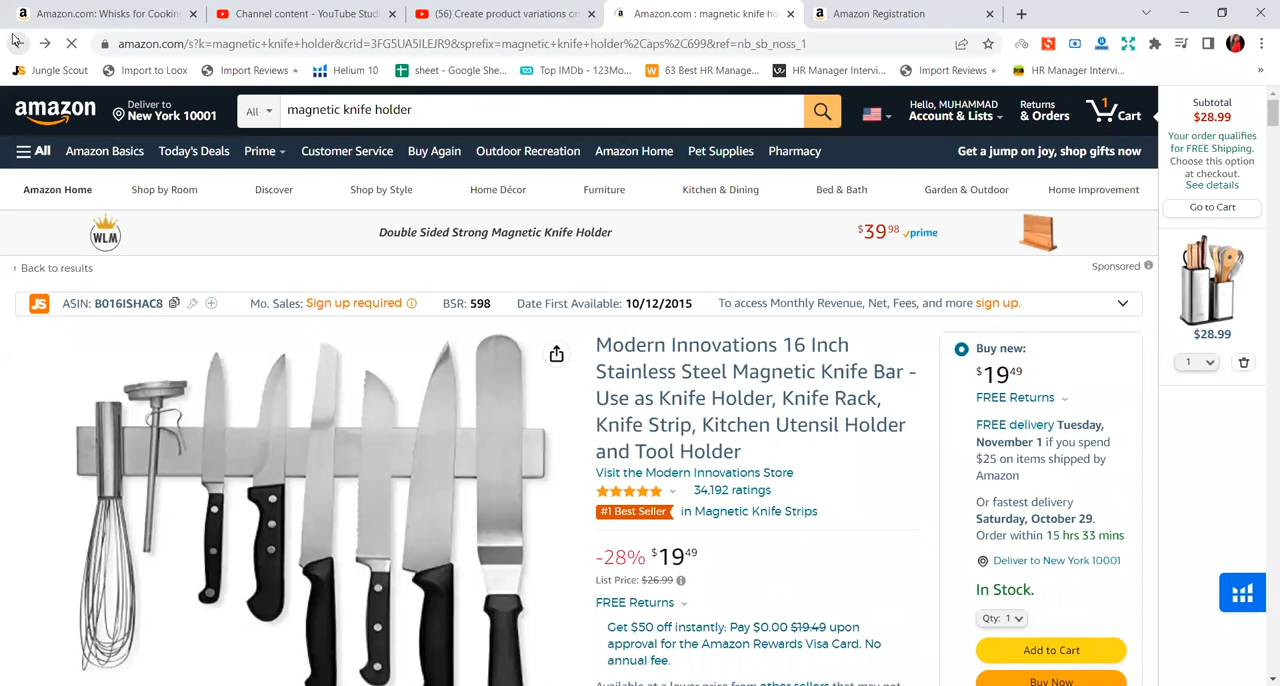 Amazon.com: Whisks for Cooking
Channel content - YouTube Studi
(56) Create product variations on
Amazon.com : magnetic knife ho
Amazon Registration
amazon.com/s?k=magnetic+knife+holder&crid=3FG5UA5ILEJR9&sprefix=magnetic+knife+holder%2Caps%2C699&ref=nb_sb_noss_1
Jungle Scout
Import to Loox
Import Reviews
Helium 10
sheet - Google She...
Top IMDb - 123Mo...
63 Best HR Manage...
HR Manager Intervi...
Import Reviews
HR Manager Intervi...
»
amazon
Deliver to
New York 10001
All
magnetic knife holder
Hello, MUHAMMAD
Account & Lists
Returns
& Orders
1
Cart
All
Amazon Basics
Today's Deals
Prime
Customer Service
Buy Again
Outdoor Recreation
Amazon Home
Pet Supplies
Pharmacy
Get a jump on joy, shop gifts now
Amazon Home
Shop by Room
Discover
Shop by Style
Home Décor
Furniture
Kitchen & Dining
Bed & Bath
Garden & Outdoor
Home Improvement
WLM
Double Sided Strong Magnetic Knife Holder
$39.98 prime
‹ Back to results
Sponsored
JS
ASIN: B016ISHAC8
Mo. Sales: Sign up required
BSR: 598
Date First Available: 10/12/2015
To access Monthly Revenue, Net, Fees, and more sign up.
Modern Innovations 16 Inch
Stainless Steel Magnetic Knife Bar -
Use as Knife Holder, Knife Rack,
Knife Strip, Kitchen Utensil Holder
and Tool Holder
Visit the Modern Innovations Store
34,192 ratings
#1 Best Seller in Magnetic Knife Strips
-28% $19 49
List Price: $26.99
FREE Returns
Get $50 off instantly: Pay $0.00 $19.49 upon
approval for the Amazon Rewards Visa Card. No
annual fee.
Available at a lower price from other sellers that may not
Buy new:
$19 49
FREE Returns
FREE delivery Tuesday,
November 1 if you spend
$25 on items shipped by
Amazon
Or fastest delivery
Saturday, October 29.
Order within 15 hrs 33 mins
Deliver to New York 10001
In Stock.
Qty: 1
Add to Cart
Buy Now
Subtotal
$28.99
Your order qualifies
for FREE Shipping.
Choose this option
at checkout.
See details
Go to Cart
$28.99
1